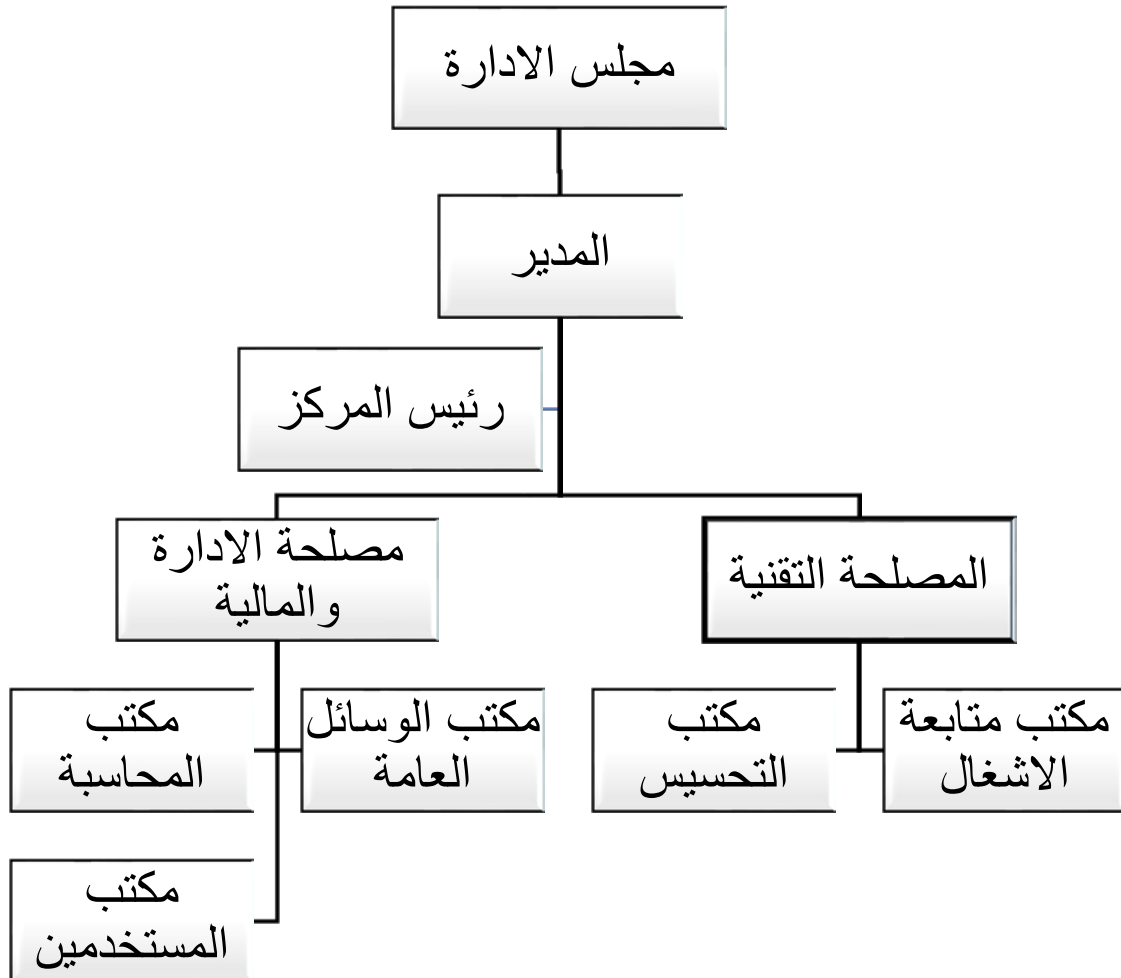 مجلس الادارة
المدير
رئيس المركز
المصلحة التقنية
مصلحة الادارة
والمالية
مكتب متابعة
الاشغال
مكتب
التحسيس
مكتب الوسائل
العامة
مكتب
المحاسبة
مكتب
المستخدمين